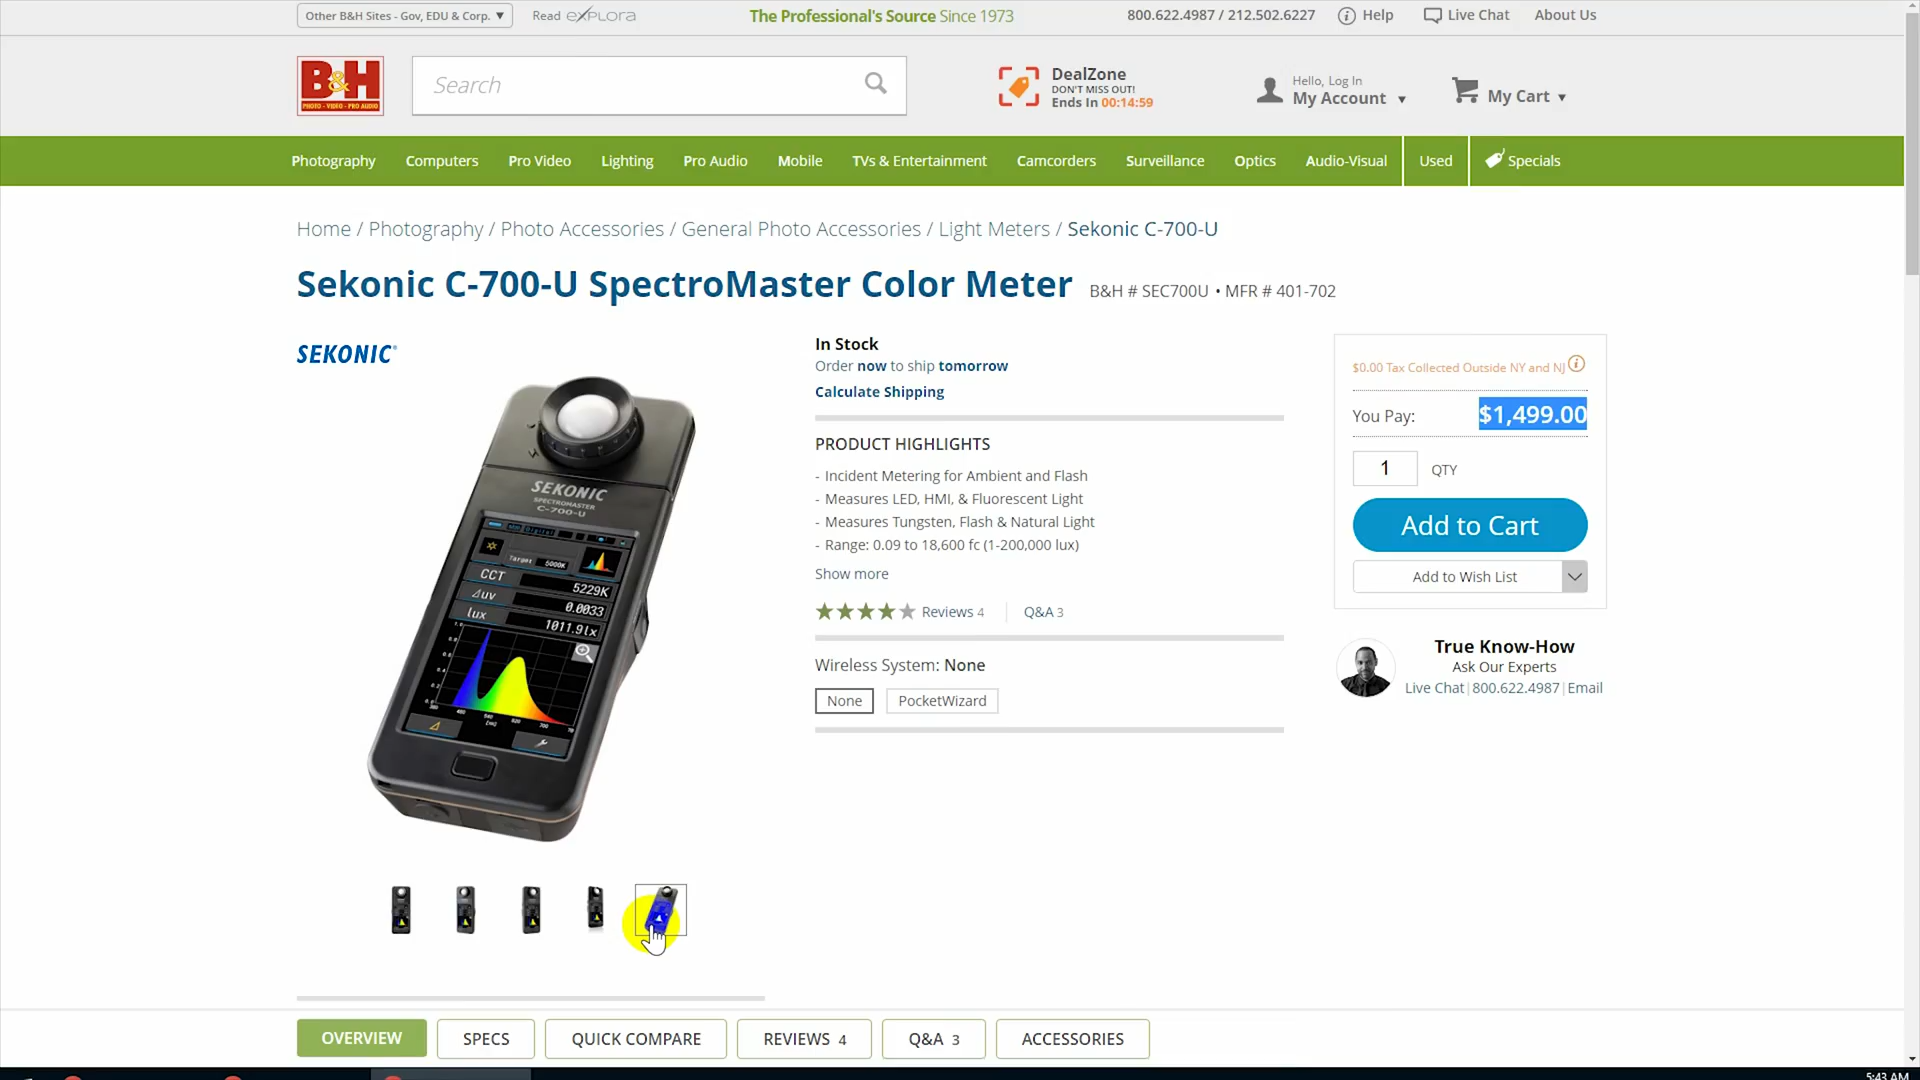 Other B&H Sites - Gov, EDU & Corp. ▼
Read eXPLORA
The Professional's Source Since 1973
800.622.4987 / 212.502.6227
Help
Live Chat
About Us
B&H
PHOTO - VIDEO - PRO AUDIO
Search
DealZone
DON'T MISS OUT!
Ends In 00:14:59
Hello, Log In
My Account ▼
My Cart ▼
Photography
Computers
Pro Video
Lighting
Pro Audio
Mobile
TVs & Entertainment
Camcorders
Surveillance
Optics
Audio-Visual
Used
Specials
Home / Photography / Photo Accessories / General Photo Accessories / Light Meters / Sekonic C-700-U
Sekonic C-700-U SpectroMaster Color Meter B&H # SEC700U • MFR # 401-702
SEKONIC
SEKONIC
SPECTROMASTER
C-700-U
Target 5000K
CCT 5229K
⊿uv 0.0033
lux 1011.9lx
In Stock
Order now to ship tomorrow
Calculate Shipping
PRODUCT HIGHLIGHTS
- Incident Metering for Ambient and Flash
- Measures LED, HMI, & Fluorescent Light
- Measures Tungsten, Flash & Natural Light
- Range: 0.09 to 18,600 fc (1-200,000 lux)
Show more
Reviews 4
Q&A 3
Wireless System: None
None
PocketWizard
$0.00 Tax Collected Outside NY and NJ
You Pay: $1,499.00
1 QTY
Add to Cart
Add to Wish List
True Know-How
Ask Our Experts
Live Chat|800.622.4987|Email
OVERVIEW
SPECS
QUICK COMPARE
REVIEWS 4
Q&A 3
ACCESSORIES
5:43 AM